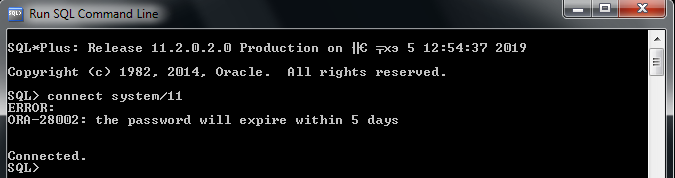 Run SQL Command Line
SQL>
SQL*Plus: Release 11.2.0.2.0 Production on 5 12:54:37 2019
Copyright (c) 1982, 2014, Oracle.  All rights reserved.
SQL> connect system/11
ERROR:
ORA-28002: the password will expire within 5 days
Connected.
SQL>